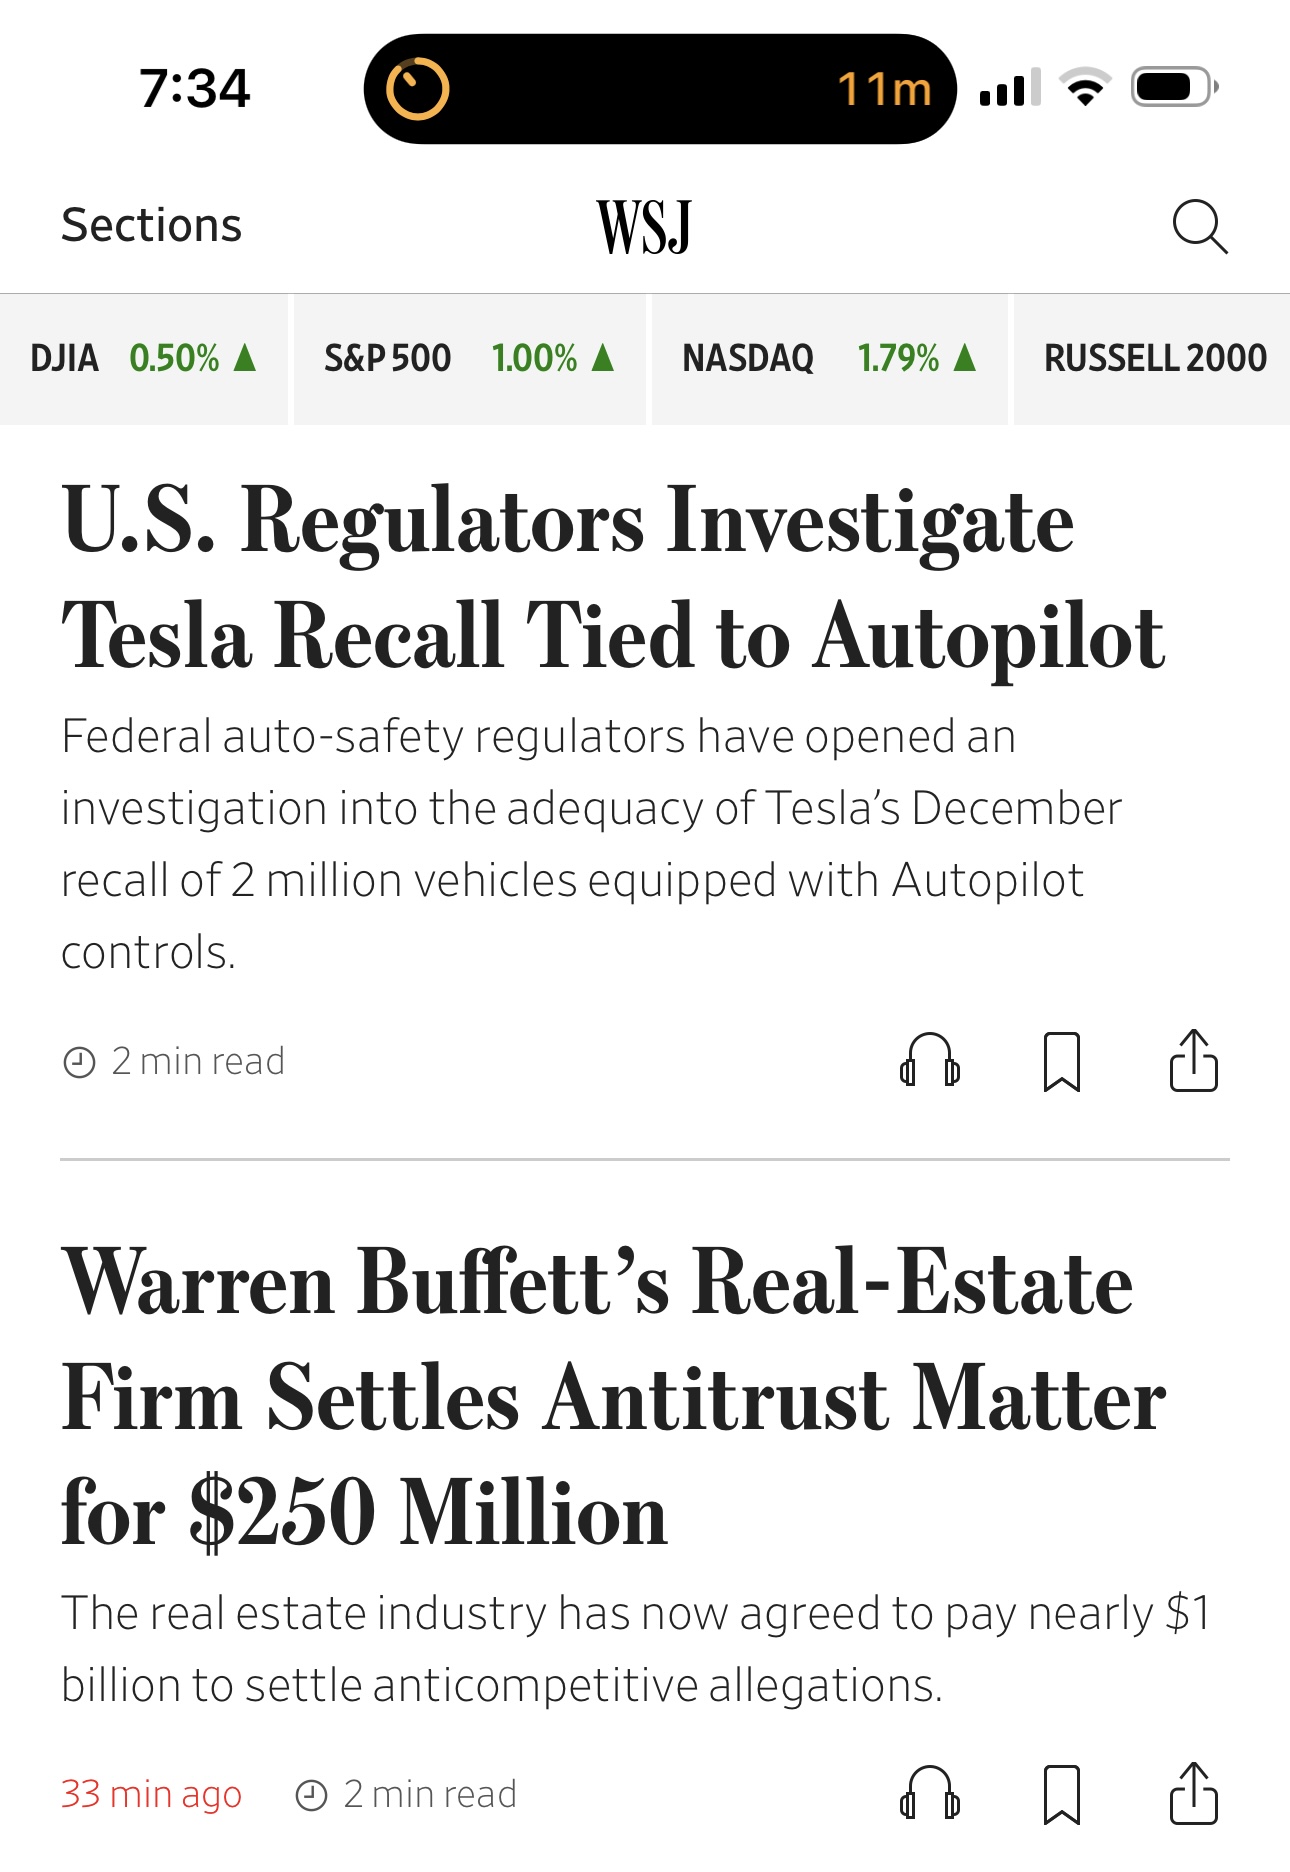 7:34
11m
Sections
WSJ
DJIA 0.50% ▲
S&P 500 1.00% ▲
NASDAQ 1.79% ▲
RUSSELL 2000
U.S. Regulators Investigate
Tesla Recall Tied to Autopilot
Federal auto-safety regulators have opened an
investigation into the adequacy of Tesla’s December
recall of 2 million vehicles equipped with Autopilot
controls.
2 min read
Warren Buffett’s Real-Estate
Firm Settles Antitrust Matter
for $250 Million
The real estate industry has now agreed to pay nearly $1
billion to settle anticompetitive allegations.
33 min ago
2 min read